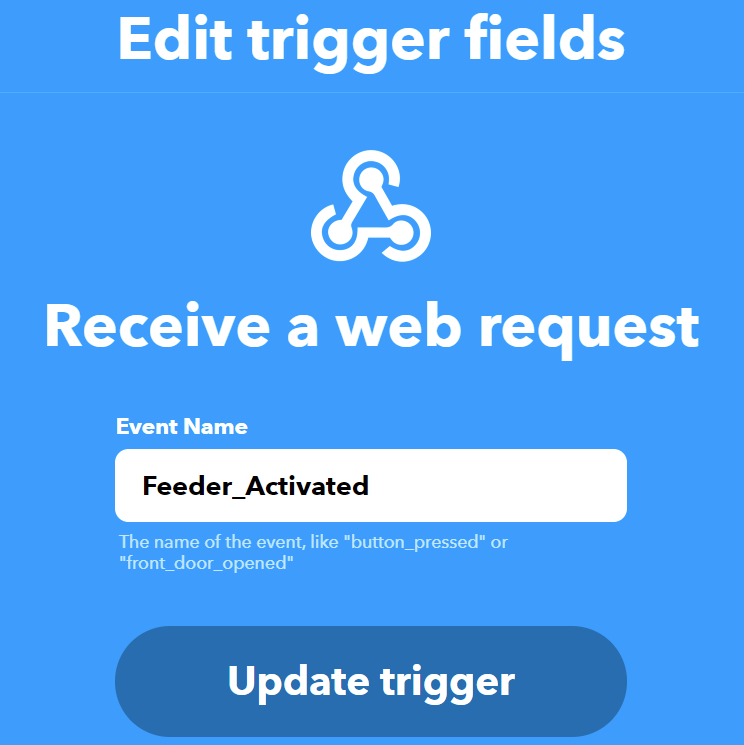 Edit trigger fields
Receive a web request
Event Name
Feeder_Activated
The name of the event, like "button_pressed" or
"front_door_opened"
Update trigger